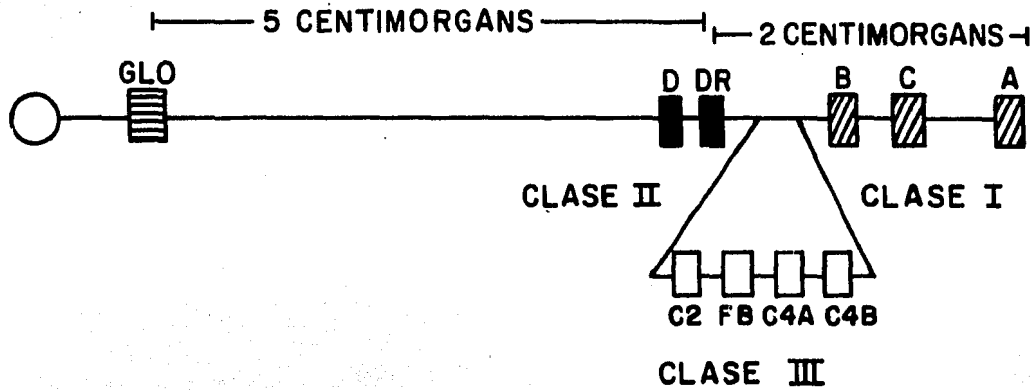 5 CENTIMORGANS
2 CENTIMORGANS
GLO D DR B C A
CLASE II CLASE I
C2 FB C4A C4B
CLASE III